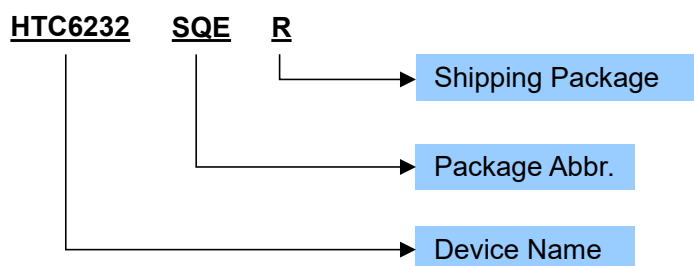 HTC6232 SQE R
Shipping Package
Package Abbr.
Device Name